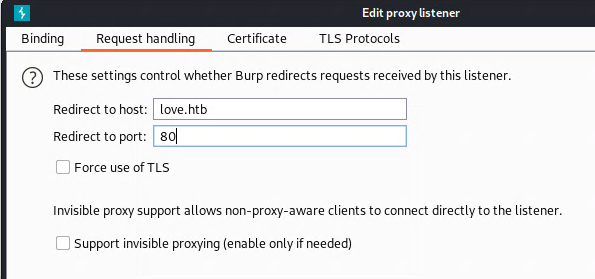 Edit proxy listener
Binding Request handling Certificate TLS Protocols
? These settings control whether Burp redirects requests received by this listener.
Redirect to host: love.htb
Redirect to port: 80
Force use of TLS
Invisible proxy support allows non-proxy-aware clients to connect directly to the listener.
Support invisible proxying (enable only if needed)